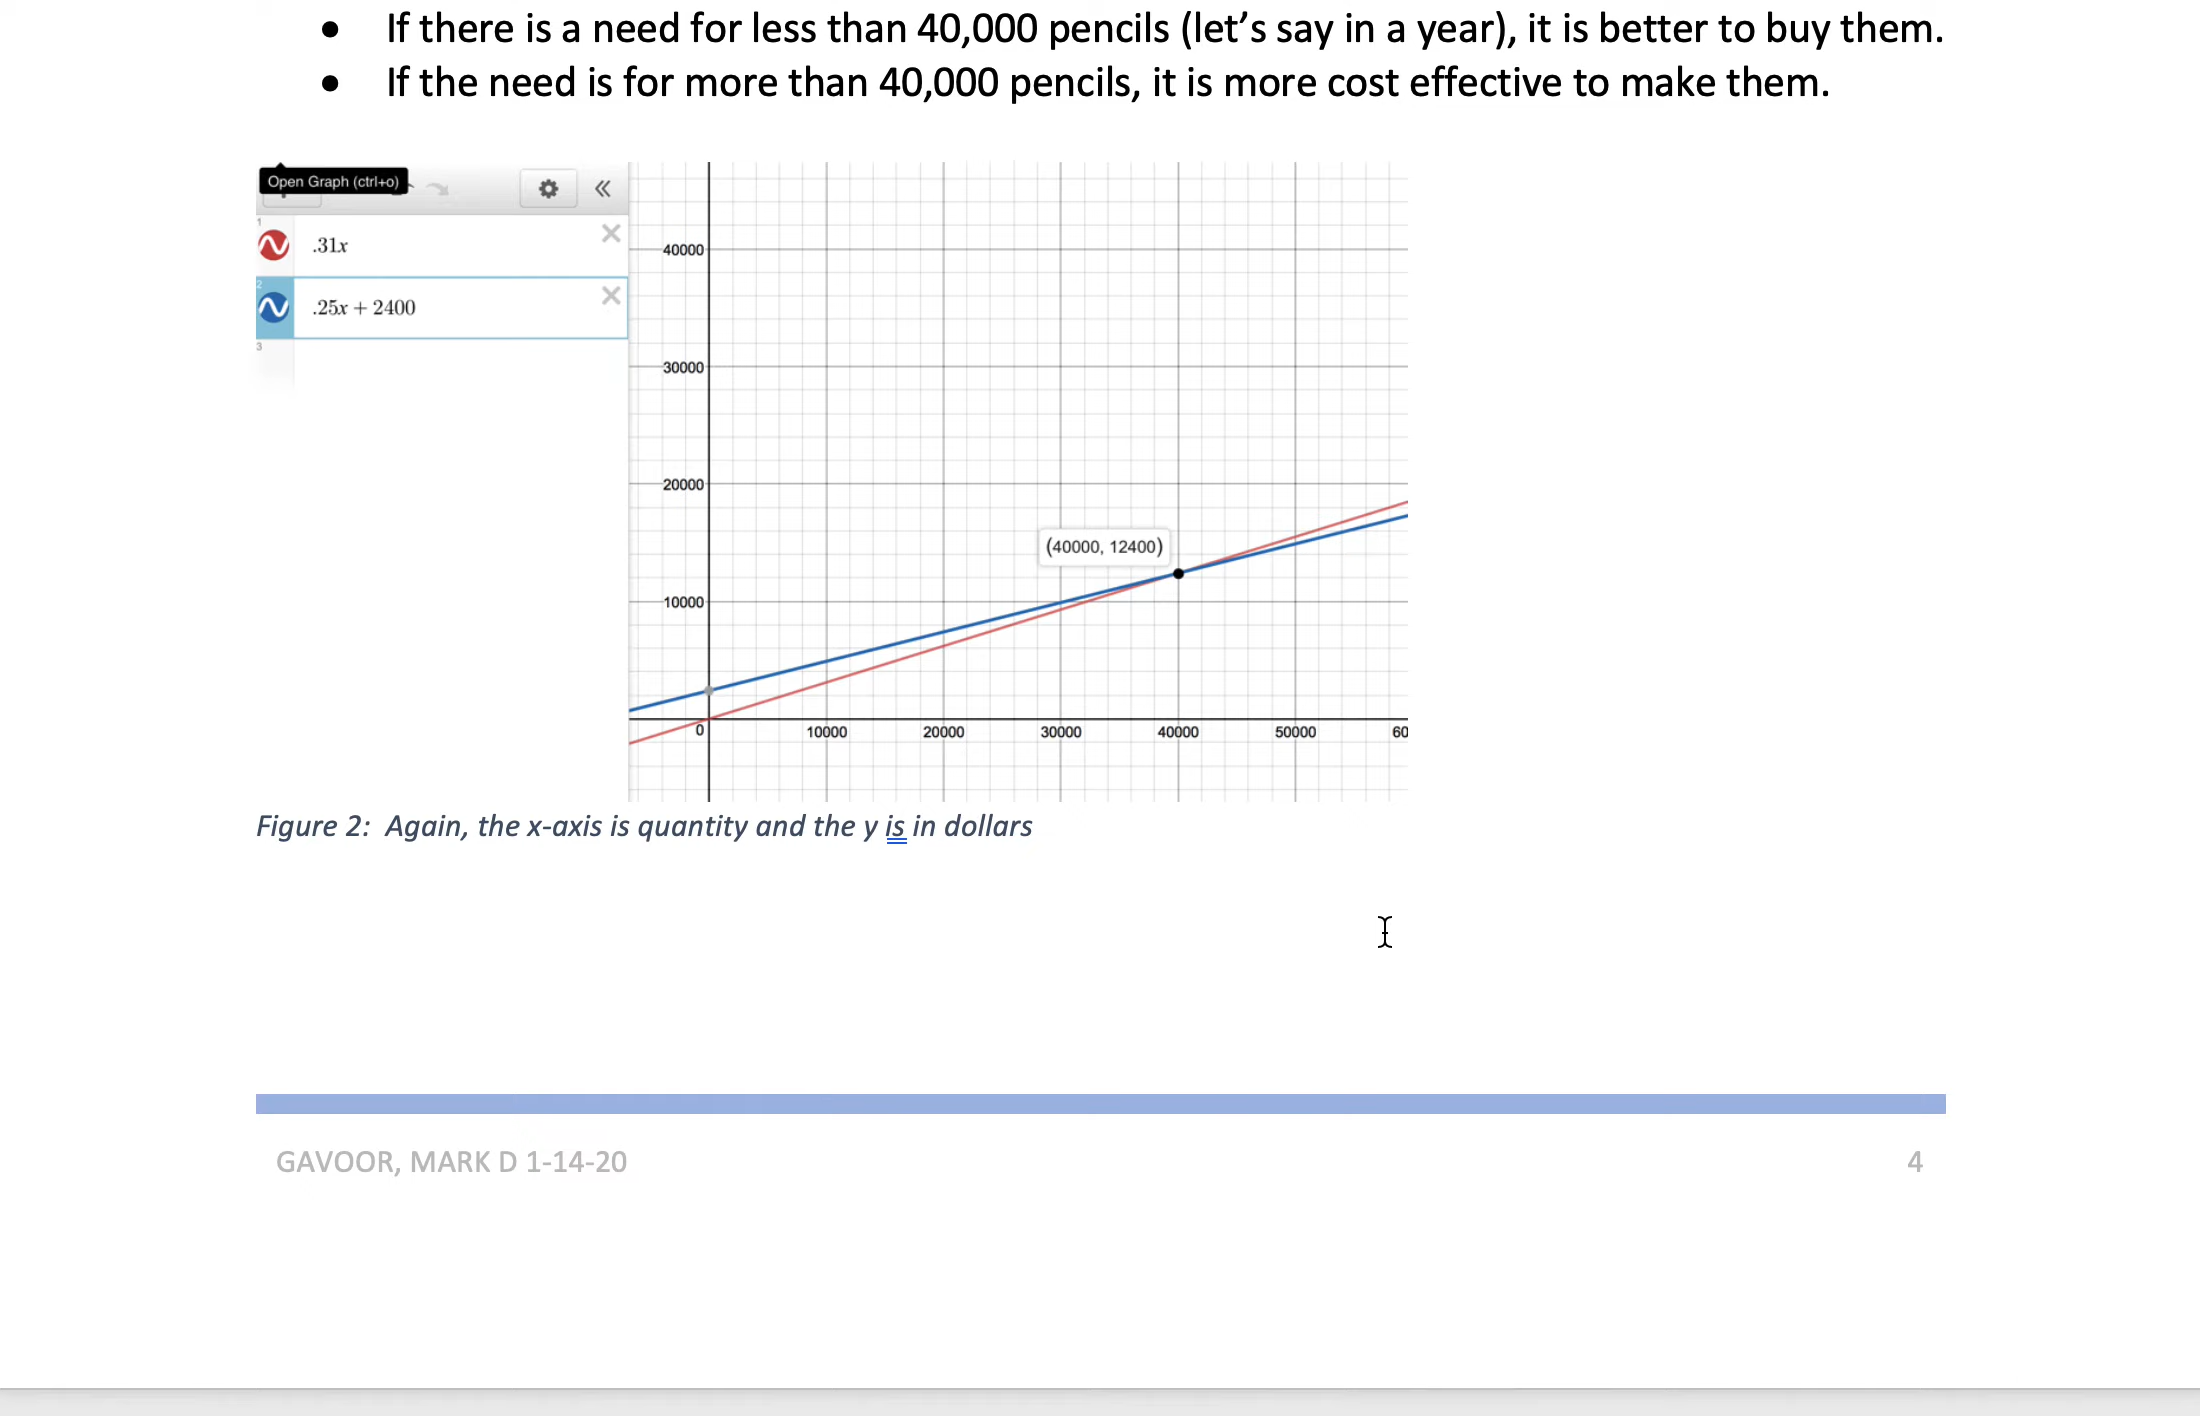 • If there is a need for less than 40,000 pencils (let’s say in a year), it is better to buy them.
• If the need is for more than 40,000 pencils, it is more cost effective to make them.
Open Graph (ctrl+o)
1
.31x
2
.25x + 2400
3
40000
30000
20000
(40000, 12400)
10000
0 10000 20000 30000 40000 50000 60
Figure 2: Again, the x-axis is quantity and the y is in dollars
GAVOOR, MARK D 1-14-20 4